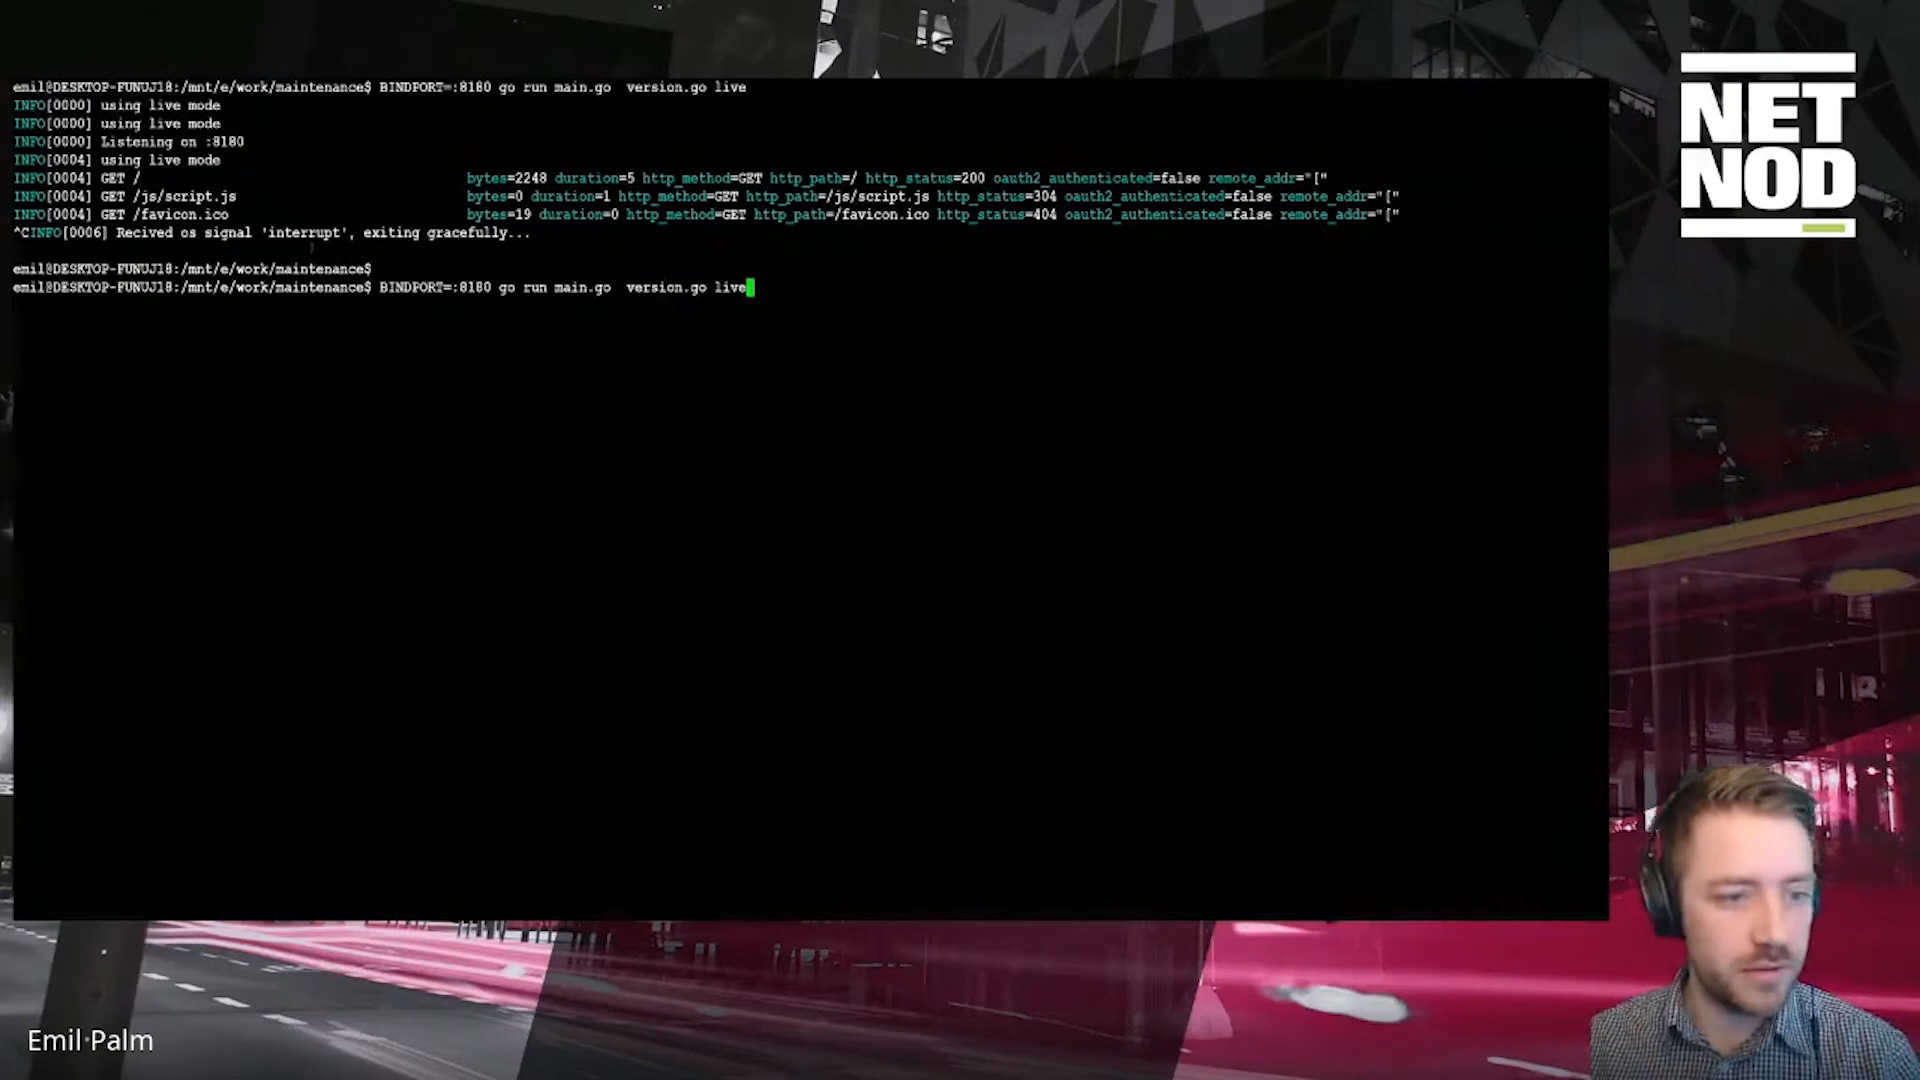 emil@DESKTOP-FUNUJ18:/mnt/e/work/maintenance$ BINDPORT=:8180 go run main.go  version.go live
INFO[0000] using live mode
INFO[0000] using live mode
INFO[0000] Listening on :8180
INFO[0004] using live mode
INFO[0004] GET / bytes=2248 duration=5 http_method=GET http_path=/ http_status=200 oauth2_authenticated=false remote_addr="["
INFO[0004] GET /js/script.js bytes=0 duration=1 http_method=GET http_path=/js/script.js http_status=304 oauth2_authenticated=false remote_addr="["
INFO[0004] GET /favicon.ico bytes=19 duration=0 http_method=GET http_path=/favicon.ico http_status=404 oauth2_authenticated=false remote_addr="["
^CINFO[0006] Recived os signal 'interrupt', exiting gracefully...
emil@DESKTOP-FUNUJ18:/mnt/e/work/maintenance$
emil@DESKTOP-FUNUJ18:/mnt/e/work/maintenance$ BINDPORT=:8180 go run main.go  version.go live
NET
NOD
Emil Palm